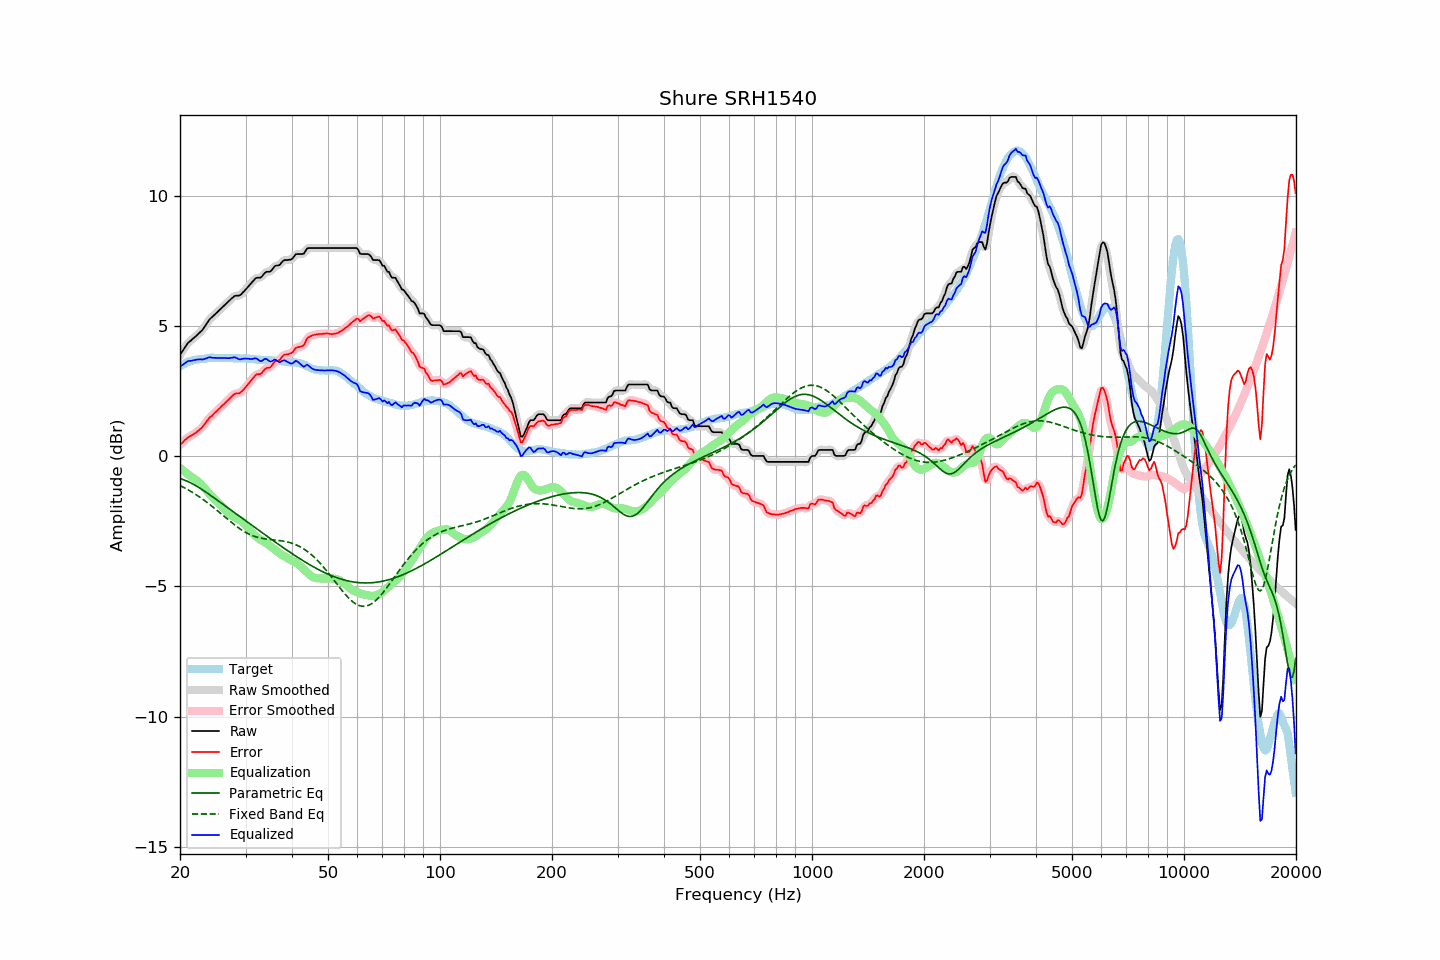 Shure SRH1540
Amplitude (dBr)
10
5
0
−5
−10
−15
Target
Raw Smoothed
Error Smoothed
Raw
Error
Equalization
Parametric Eq
Fixed Band Eq
Equalized
20
50
100
200
500
1000
2000
5000
10000
20000
Frequency (Hz)